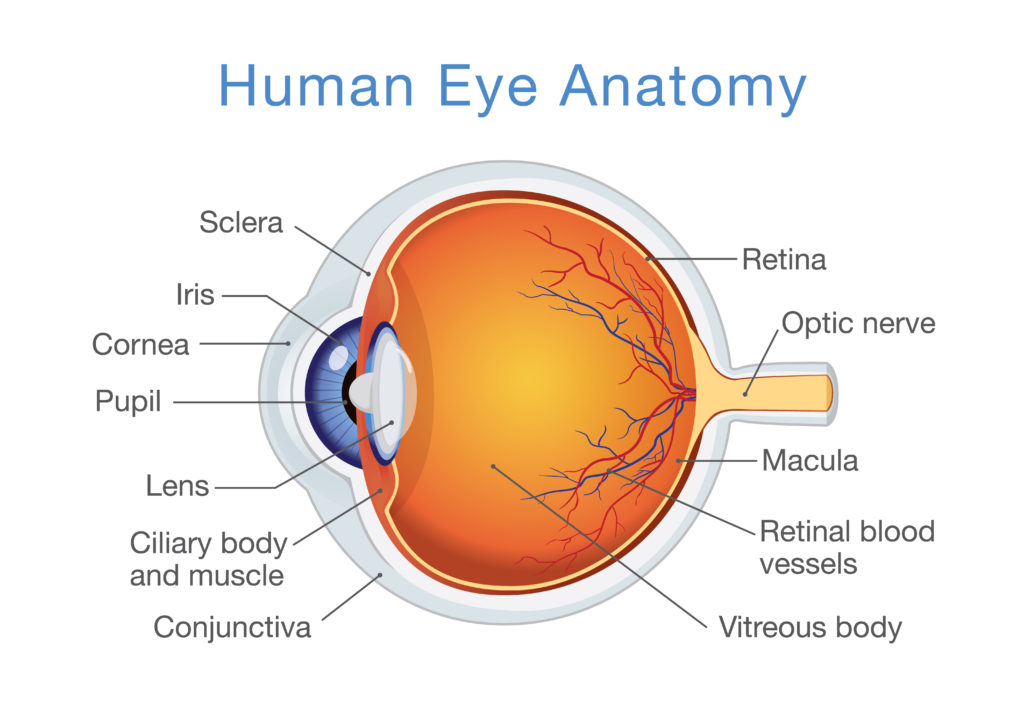 Human Eye Anatomy
Sclera
Iris
Cornea
Pupil
Lens
Ciliary body
and muscle
Conjunctiva
Retina
Optic nerve
Macula
Retinal blood
vessels
Vitreous body